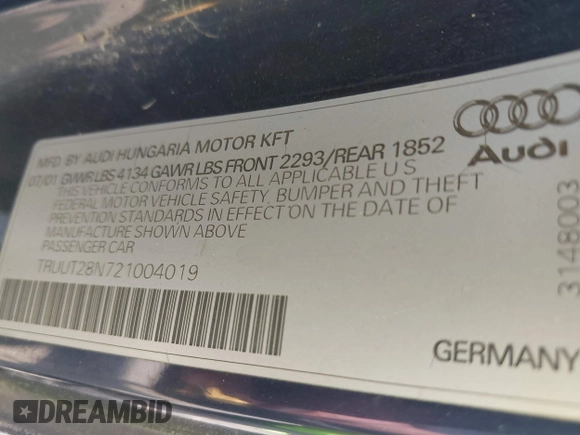 MFD. BY AUDI HUNGARIA MOTOR KFT
07/01 GVWR LBS 4134 GAWR LBS FRONT 2293/REAR 1852
THIS VEHICLE CONFORMS TO ALL APPLICABLE U S
FEDERAL MOTOR VEHICLE SAFETY, BUMPER AND THEFT
PREVENTION STANDARDS IN EFFECT ON THE DATE OF
MANUFACTURE SHOWN ABOVE
PASSENGER CAR
TRUUT28N721004019
Audi
3148003
GERMANY
DREAMBID